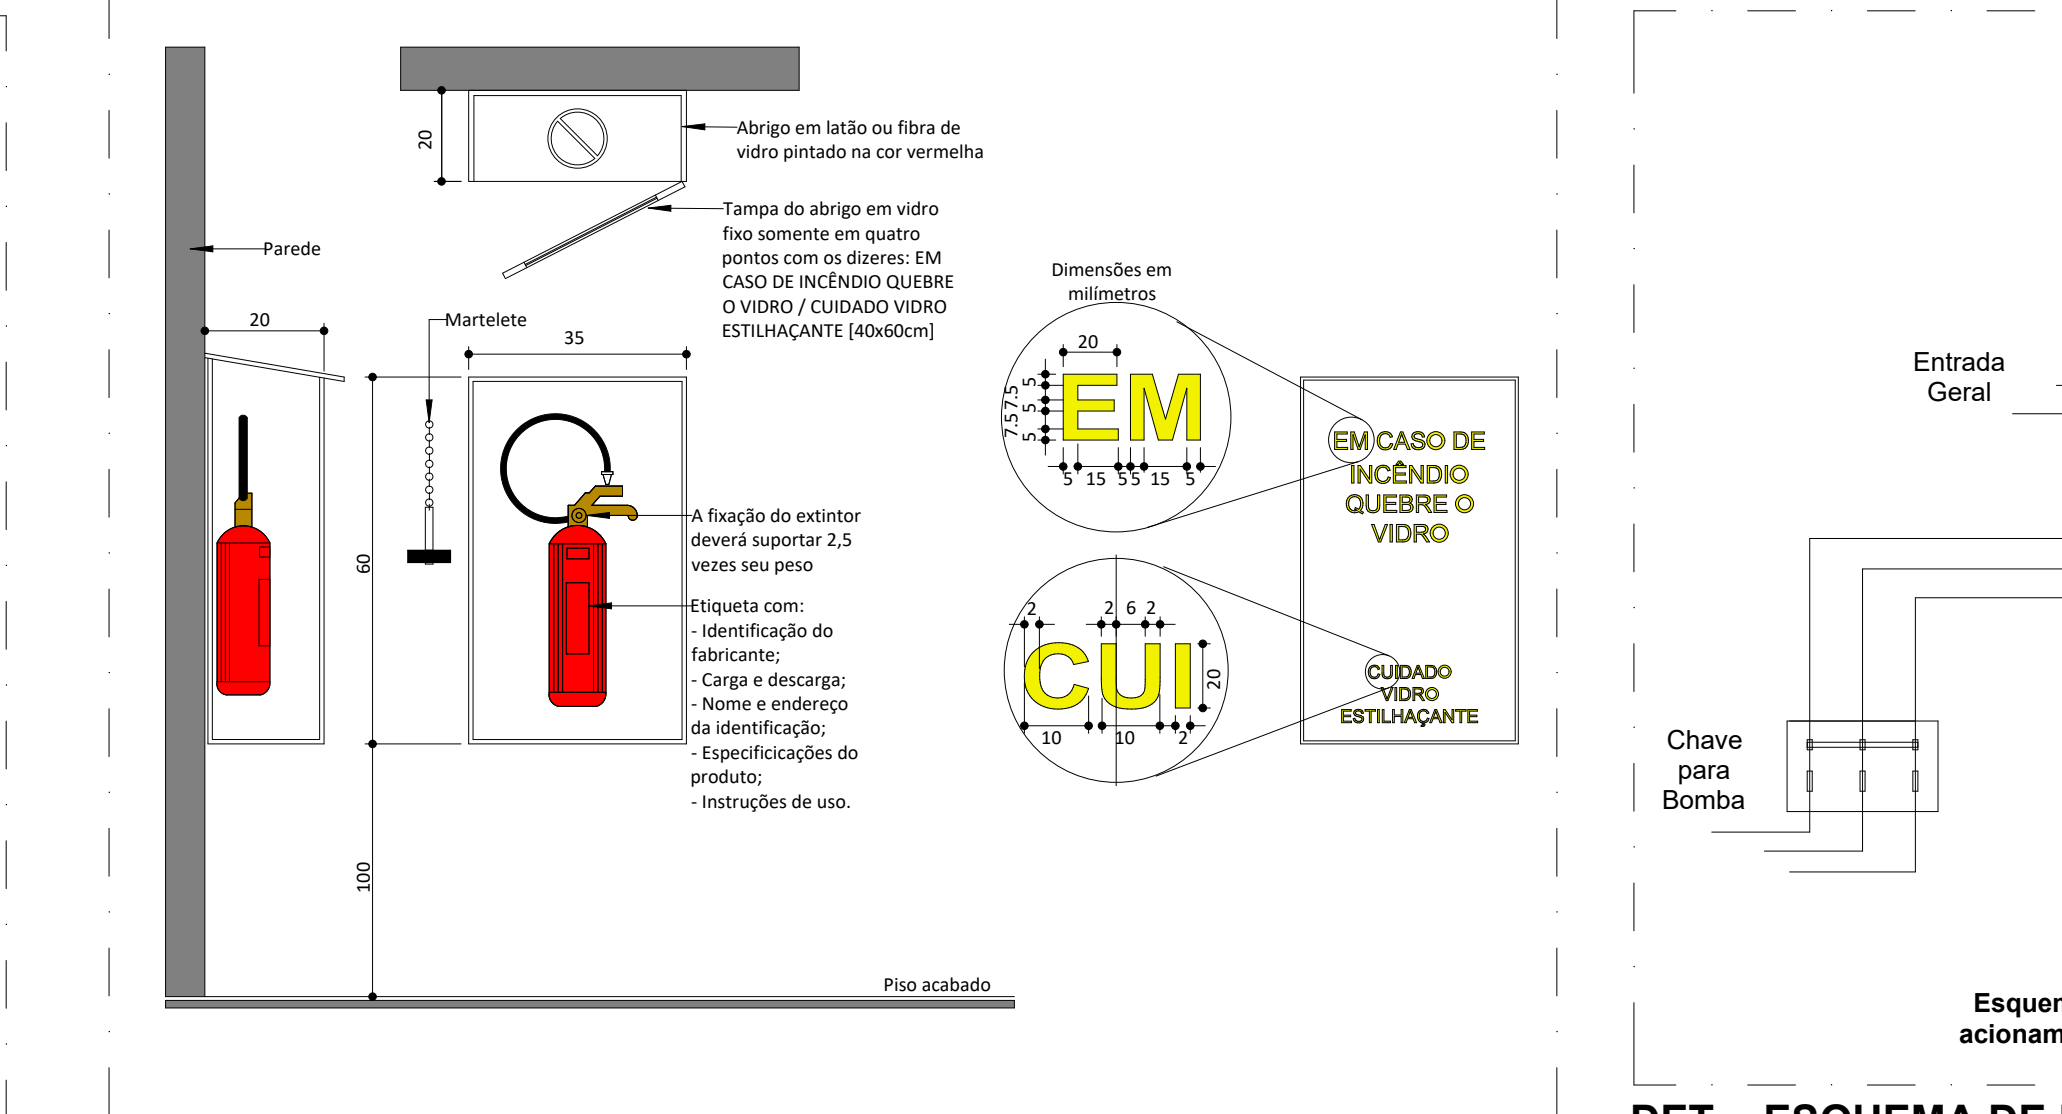 20
Abrigo em latão ou fibra de
vidro pintado na cor vermelha
Tampa do abrigo em vidro
fixo somente em quatro
pontos com os dizeres: EM
CASO DE INCÊNDIO QUEBRE
O VIDRO / CUIDADO VIDRO
ESTILHAÇANTE [40x60cm]
Parede
20
Martelete
35
60
100
A fixação do extintor
deverá suportar 2,5
vezes seu peso
Etiqueta com:
- Identificação do
fabricante;
- Carga e descarga;
- Nome e endereço
da identificação;
- Especificicações do
produto;
- Instruções de uso.
Piso acabado
Dimensões em
milímetros
20
5
7.5
5
7.5
5
EM
5 15 5 5 15 5
2 2 6 2
CUI
20
10 10 2
EM CASO DE
INCÊNDIO
QUEBRE O
VIDRO
CUIDADO
VIDRO
ESTILHAÇANTE
Entrada
Geral
Chave
para
Bomba